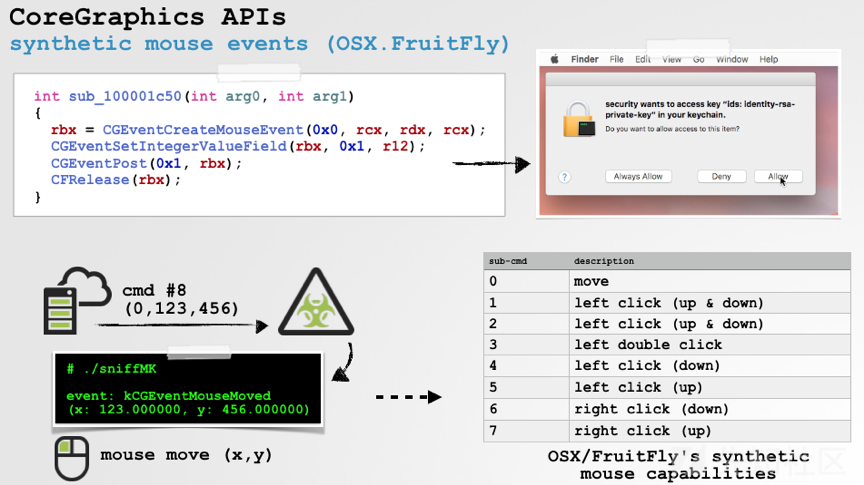 CoreGraphics APIs
synthetic mouse events (OSX.FruitFly)
int sub_100001c50(int arg0, int arg1)
{
rbx = CGEventCreateMouseEvent(0x0, rcx, rdx, rcx);
CGEventSetIntegerValueField(rbx, 0x1, r12);
CGEventPost(0x1, rbx);
CFRelease(rbx);
}
Finder File Edit View Go Window Help
security wants to access key "ids: identity-rsa-
private-key" in your keychain.
Do you want to allow access to this item?
? Always Allow Deny Allow
cmd #8
(0,123,456)
# ./sniffMK
event: kCGEventMouseMoved
(x: 123.000000, y: 456.000000)
mouse move (x,y)
sub-cmd description
0 move
1 left click (up & down)
2 left click (up & down)
3 left double click
4 left click (down)
5 left click (up)
6 right click (down)
7 right click (up)
OSX/FruitFly's synthetic
mouse capabilities